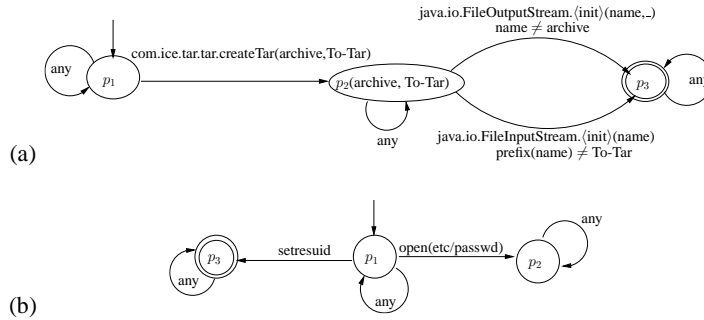 java.io.FileOutputStream.⟨init⟩(name,_)
name ≠ archive
com.ice.tar.tar.createTar(archive,To-Tar)
any
p1
p2(archive, To-Tar)
p3
any
any
java.io.FileInputStream.⟨init⟩(name)
prefix(name) ≠ To-Tar
(a)
any
p3
setresuid
p1
open(etc/passwd)
p2
any
any
(b)